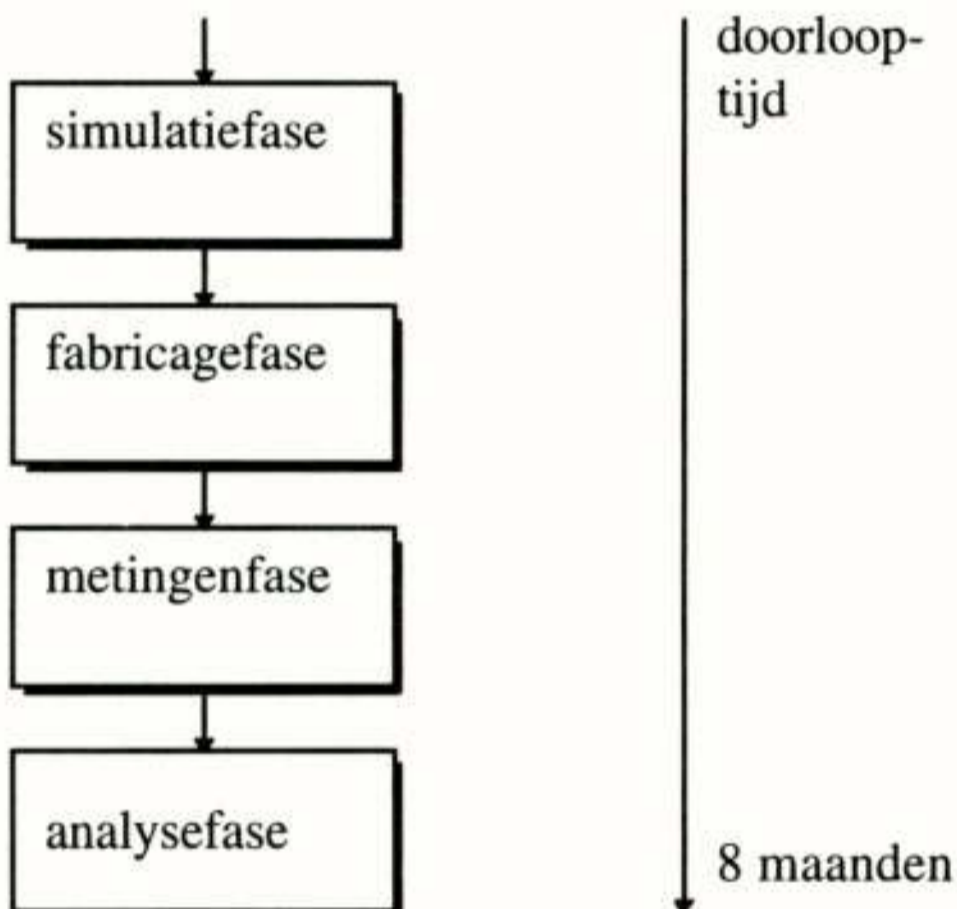 simulatiefase
fabricagefase
metingenfase
analysefase
doorloop-
tijd
8 maanden